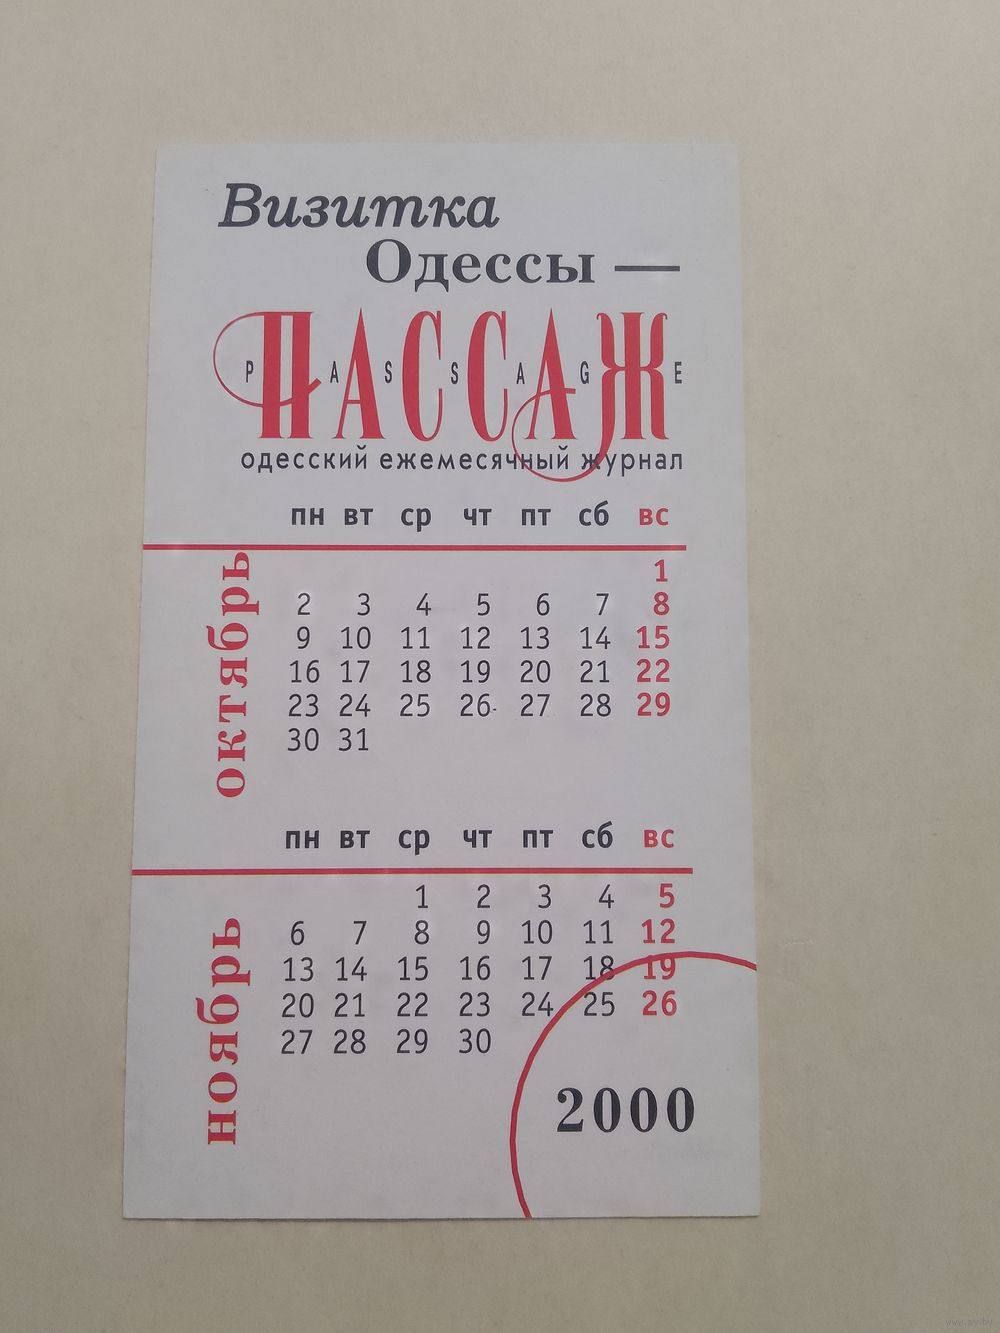 Визитка
Одессы —
ПАССАЖ
PASSAGE
одесский ежемесячный журнал
пн вт ср чт пт сб вс
октябрь
1
2 3 4 5 6 7 8
9 10 11 12 13 14 15
16 17 18 19 20 21 22
23 24 25 26 27 28 29
30 31
пн вт ср чт пт сб вс
ноябрь
1 2 3 4 5
6 7 8 9 10 11 12
13 14 15 16 17 18 19
20 21 22 23 24 25 26
27 28 29 30
2000
www.ay.by